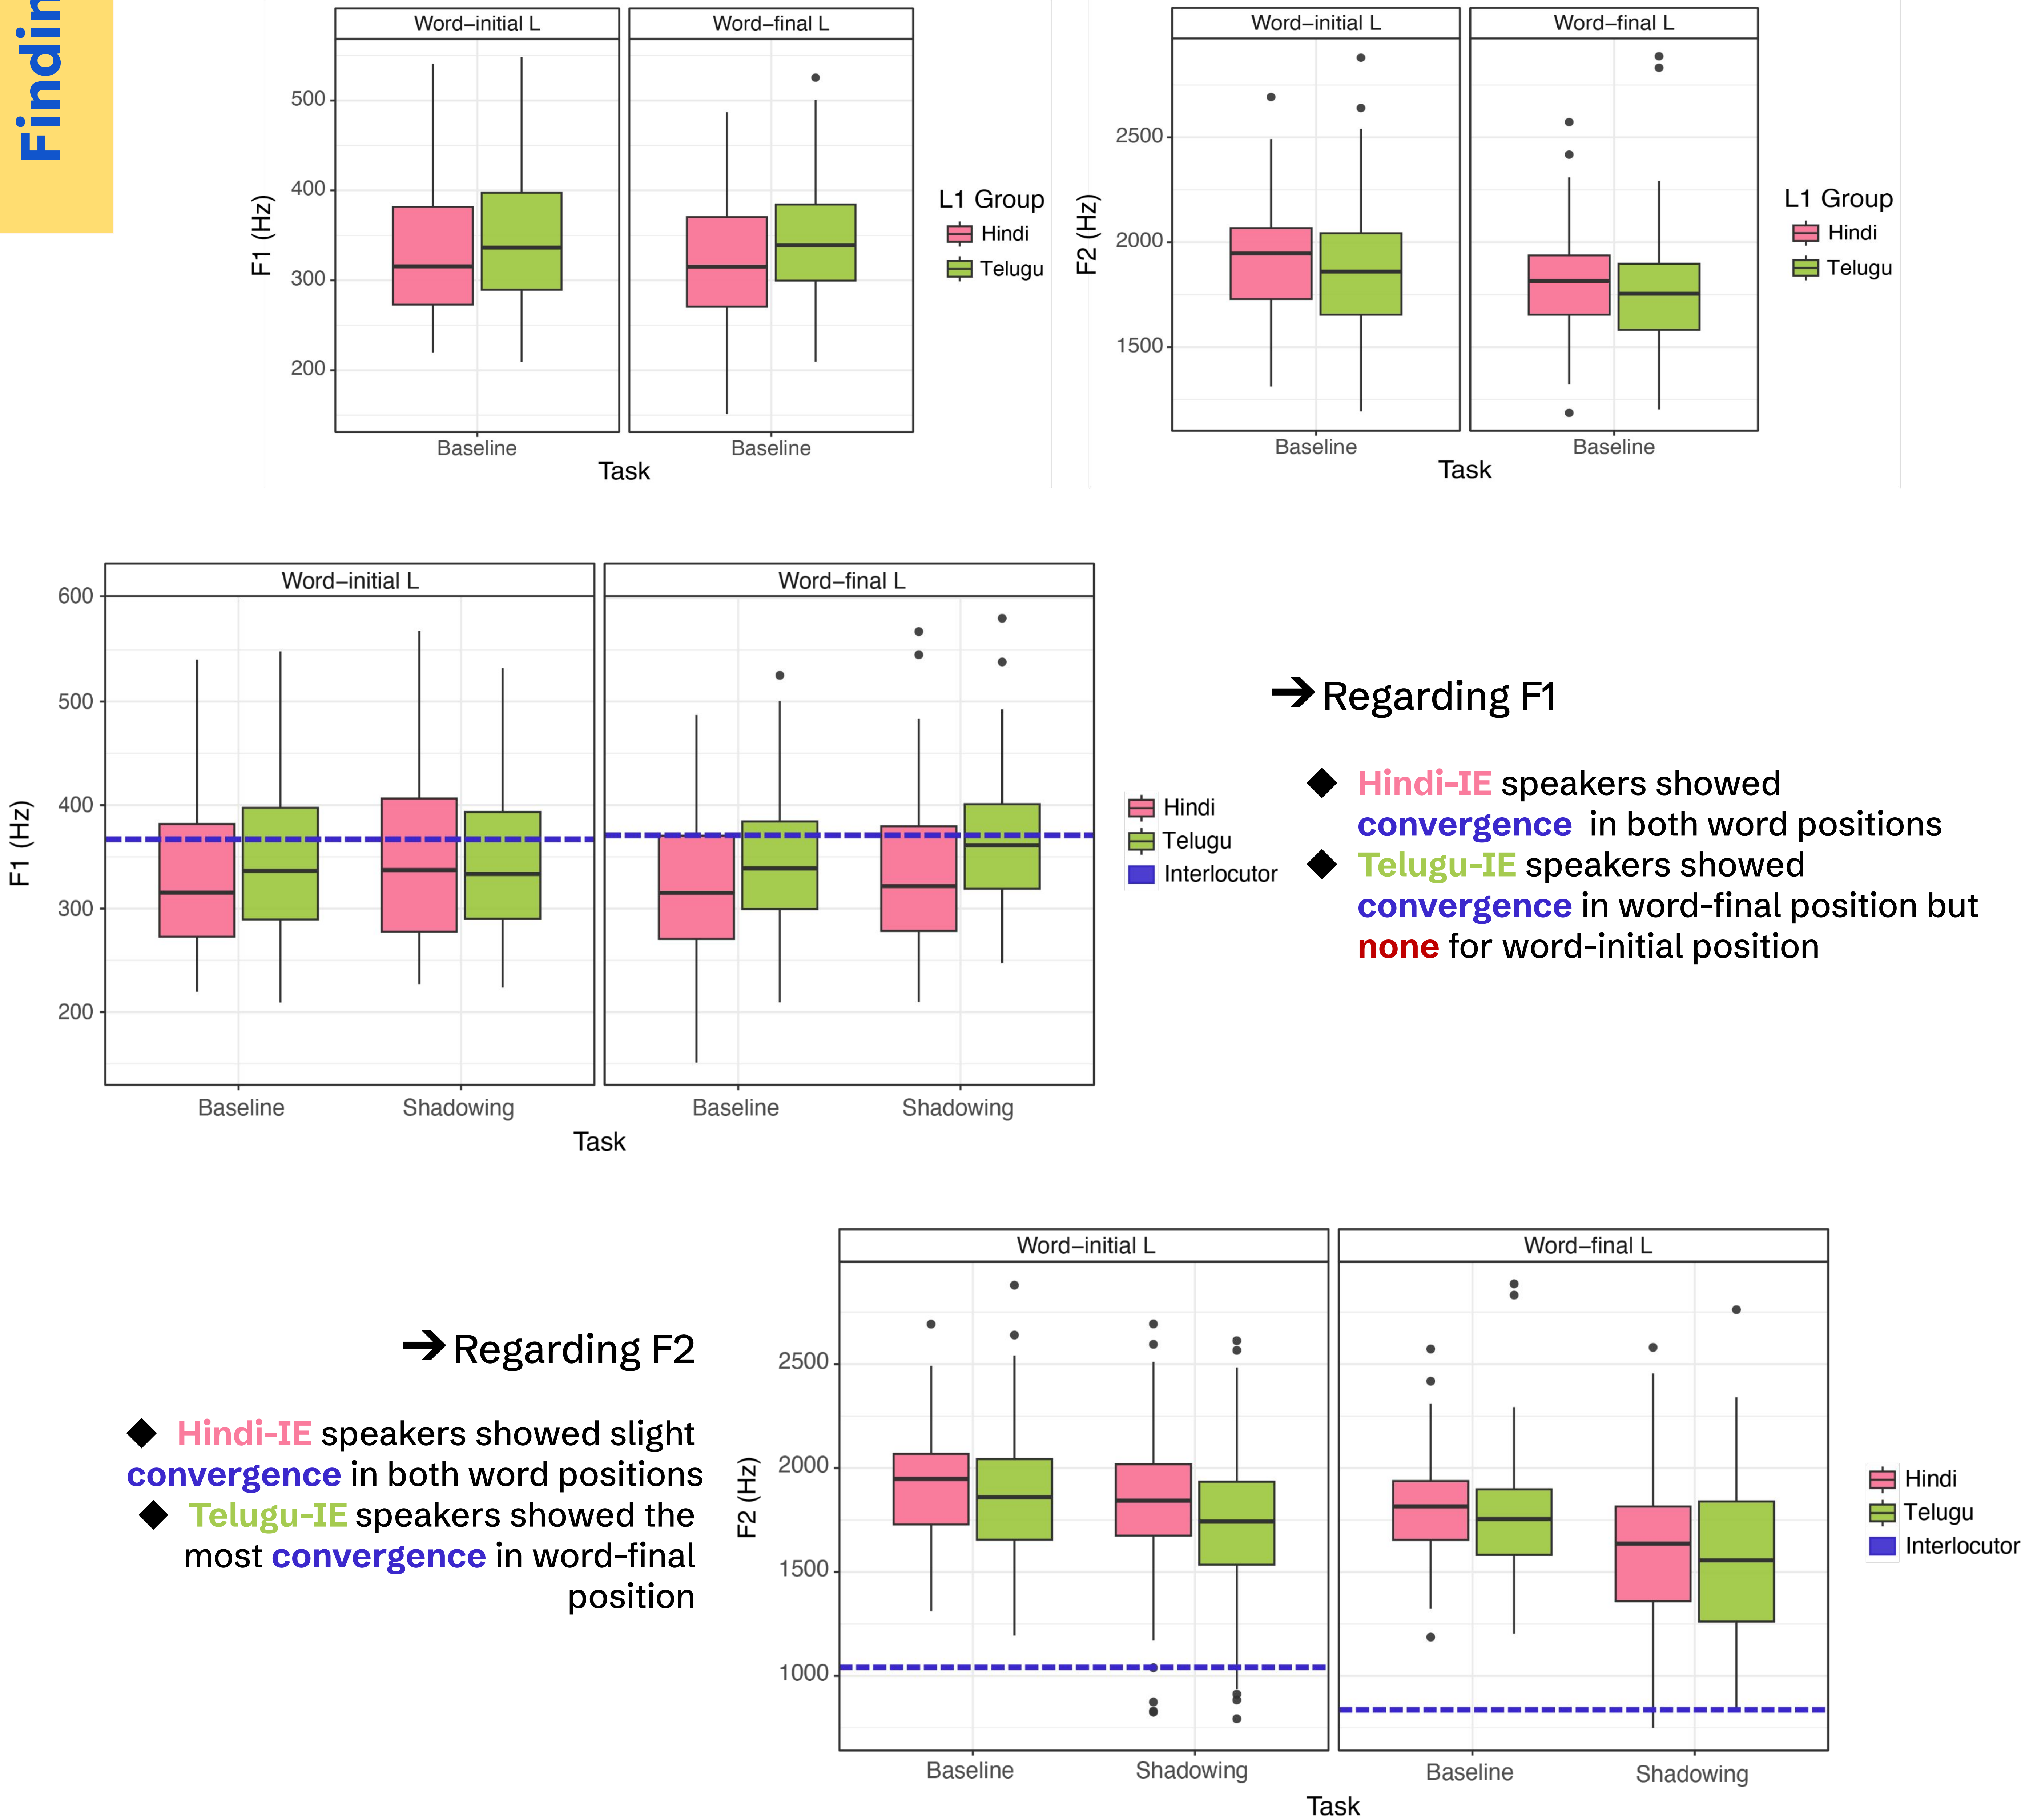 Findin
Word-initial L
Word-final L
500
400
300
200
F1 (Hz)
Baseline
Baseline
Task
L1 Group
Hindi
Telugu
Word-initial L
Word-final L
2500
2000
1500
F2 (Hz)
Baseline
Baseline
Task
L1 Group
Hindi
Telugu
Word-initial L
Word-final L
600
500
400
300
200
F1 (Hz)
Baseline
Shadowing
Baseline
Shadowing
Task
Hindi
Telugu
Interlocutor
→ Regarding F1
◆ Hindi-IE speakers showed
convergence in both word positions
◆ Telugu-IE speakers showed
convergence in word-final position but
none for word-initial position
→ Regarding F2
◆ Hindi-IE speakers showed slight
convergence in both word positions
◆ Telugu-IE speakers showed the
most convergence in word-final
position
Word-initial L
Word-final L
2500
2000
1500
1000
F2 (Hz)
Baseline
Shadowing
Baseline
Shadowing
Task
Hindi
Telugu
Interlocutor